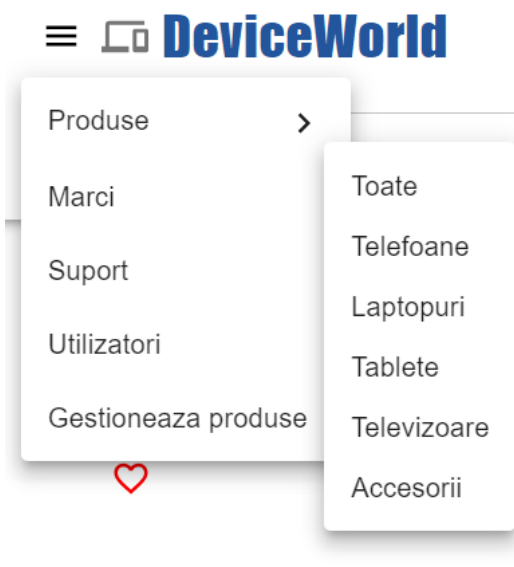 DeviceWorld
Produse
Marci
Suport
Utilizatori
Gestioneaza produse
Toate
Telefoane
Laptopuri
Tablete
Televizoare
Accesorii